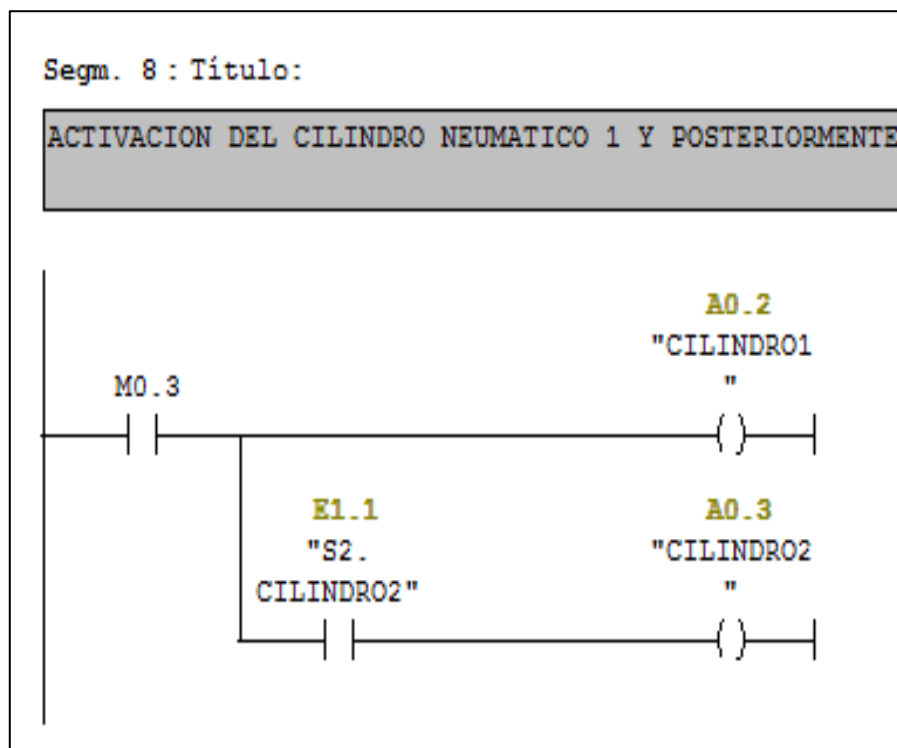 Segm. 8 : Título:
ACTIVACION DEL CILINDRO NEUMATICO 1 Y POSTERIORMENTE
A0.2
"CILINDRO1
"
M0.3
E1.1
"S2.
CILINDRO2"
A0.3
"CILINDRO2
"